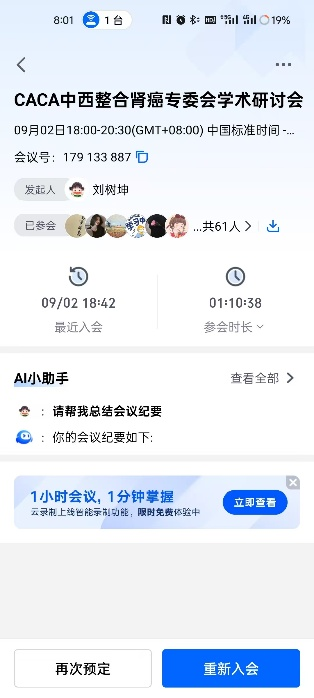 8:01 1 台 19%
CACA中西整合肾癌专委会学术研讨会
09月02日18:00-20:30(GMT+08:00) 中国标准时间 -...
会议号：179 133 887
发起人 刘树坤
已参会 ...共61人
09/02 18:42 01:10:38
最近入会 参会时长
AI小助手 查看全部
：请帮我总结会议纪要
：你的会议纪要如下:
1小时会议，1分钟掌握
云录制上线智能录制功能，限时免费体验中
立即查看
再次预定 重新入会